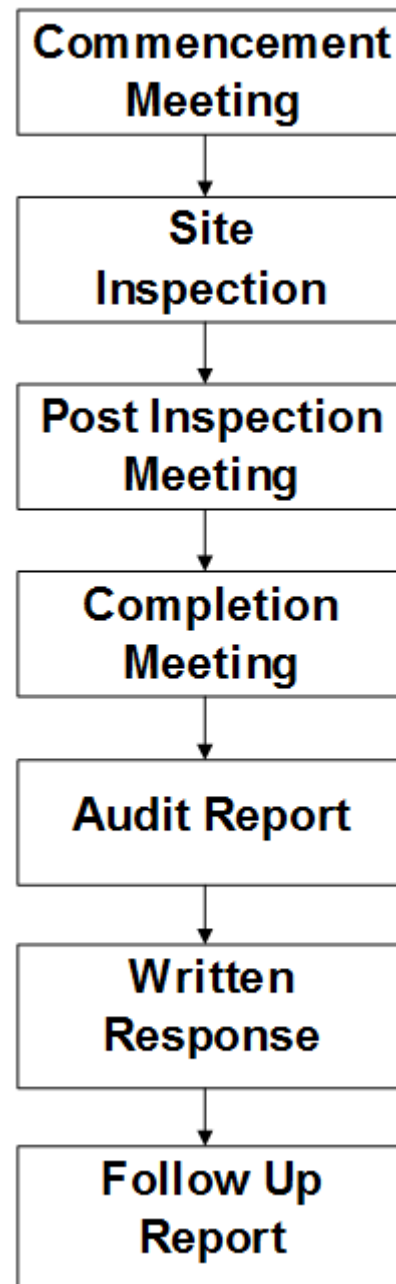 Commencement
Meeting
Site
Inspection
Post Inspection
Meeting
Completion
Meeting
Audit Report
Written
Response
Follow Up
Report